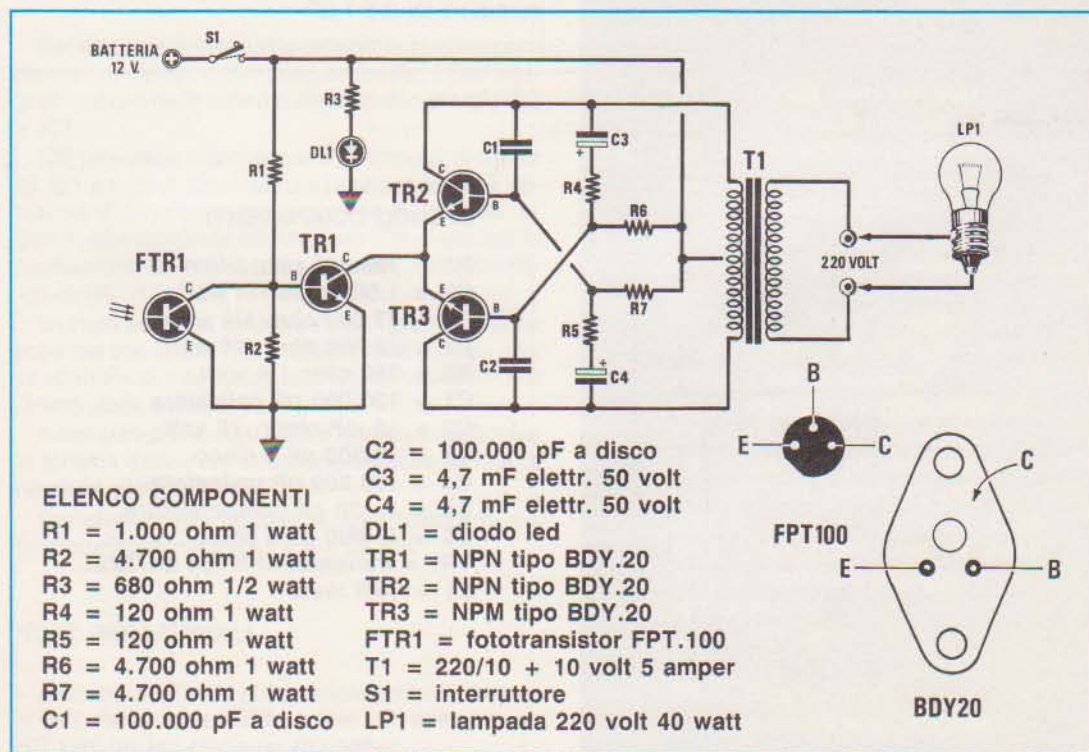 BATTERIA
12 V.
S1
R3
DL1
R1
C
TR2
B
E
C1
C3
+
R4
R6
T1
LP1
220 VOLT
FTR1
C
E
TR1
B
C
E
R2
E
TR3
B
C
C2
R7
R5
+
C4
ELENCO COMPONENTI
R1 = 1.000 ohm 1 watt
R2 = 4.700 ohm 1 watt
R3 = 680 ohm 1/2 watt
R4 = 120 ohm 1 watt
R5 = 120 ohm 1 watt
R6 = 4.700 ohm 1 watt
R7 = 4.700 ohm 1 watt
C1 = 100.000 pF a disco
C2 = 100.000 pF a disco
C3 = 4,7 mF elettr. 50 volt
C4 = 4,7 mF elettr. 50 volt
DL1 = diodo led
TR1 = NPN tipo BDY.20
TR2 = NPN tipo BDY.20
TR3 = NPM tipo BDY.20
FTR1 = fototransistor FPT.100
T1 = 220/10 + 10 volt 5 amper
S1 = interruttore
LP1 = lampada 220 volt 40 watt
B
E
C
FPT100
C
E
B
BDY20